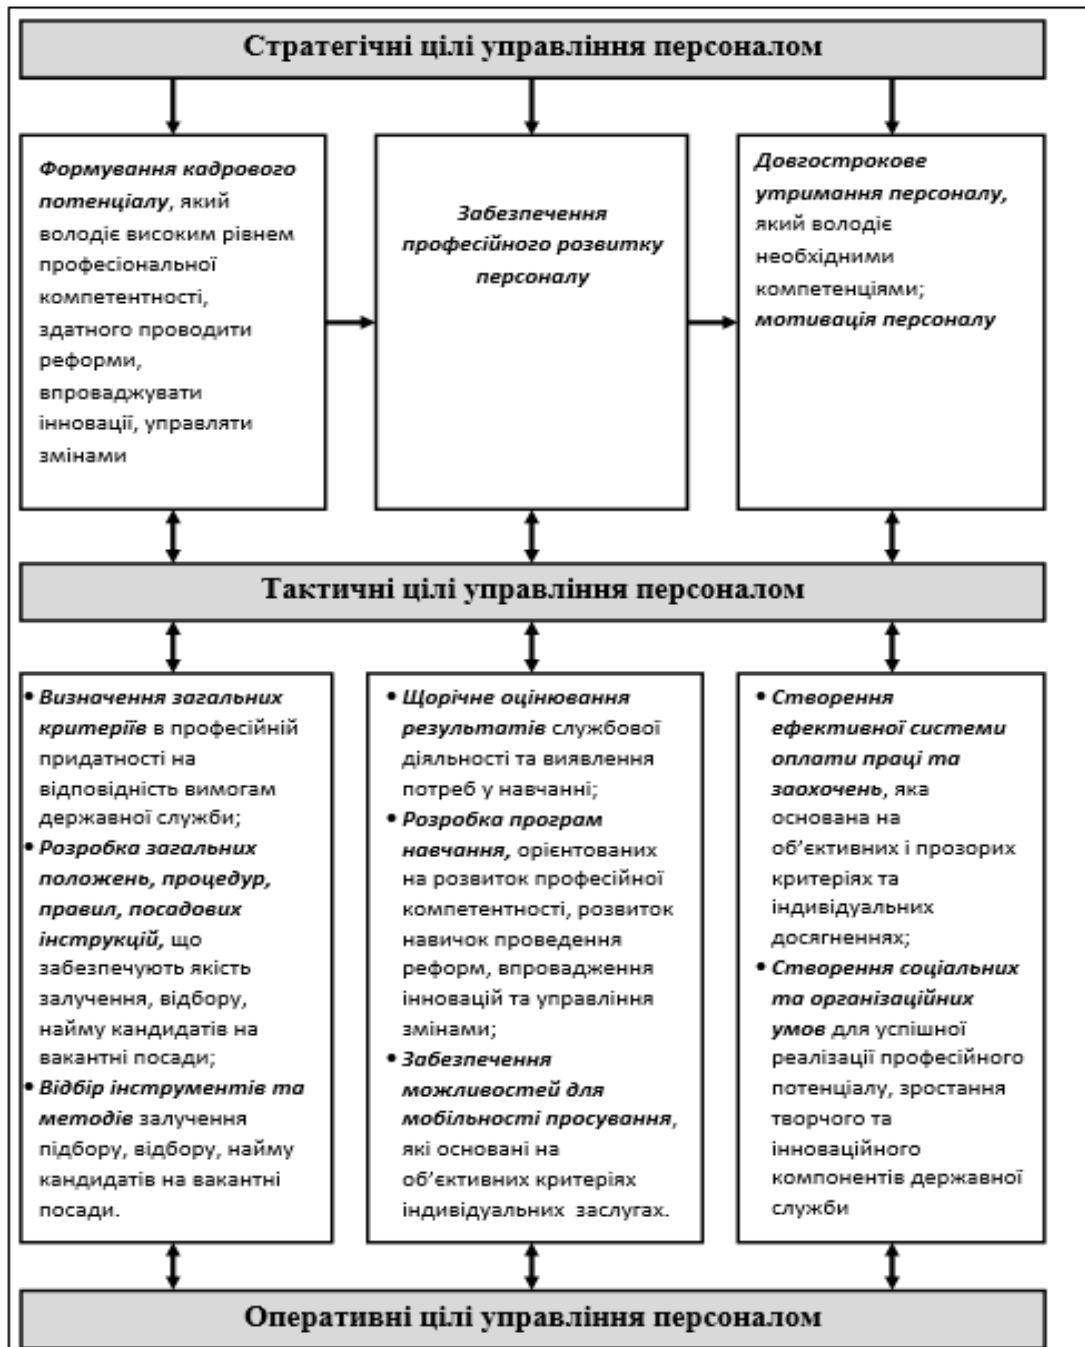 Стратегічні цілі управління персоналом
Формування кадрового
потенціалу, який
володіє високим рівнем
професіональної
компетентності,
здатного проводити
реформи,
впроваджувати
інновації, управляти
змінами
Забезпечення
професійного розвитку
персоналу
Довгострокове
утримання персоналу,
який володіє
необхідними
компетенціями;
мотивація персоналу
Тактичні цілі управління персоналом
• Визначення загальних
критеріїв в професійній
придатності на
відповідність вимогам
державної служби;
• Розробка загальних
положень, процедур,
правил, посадових
інструкцій, що
забезпечують якість
залучення, відбору,
найму кандидатів на
вакантні посади;
• Відбір інструментів та
методів залучення
підбору, відбору, найму
кандидатів на вакантні
посади.
• Щорічне оцінювання
результатів службової
діяльності та виявлення
потреб у навчанні;
• Розробка програм
навчання, орієнтованих
на розвиток професійної
компетентності, розвиток
навичок проведення
реформ, впровадження
інновацій та управління
змінами;
• Забезпечення
можливостей для
мобільності просування,
які основані на
об’єктивних критеріях
індивідуальних заслугах.
• Створення
ефективної системи
оплати праці та
заохочень, яка
основана на
об’єктивних і прозорих
критеріях та
індивідуальних
досягненнях;
• Створення соціальних
та організаційних
умов для успішної
реалізації професійного
потенціалу, зростання
творчого та
інноваційного
компонентів державної
служби
Оперативні цілі управління персоналом